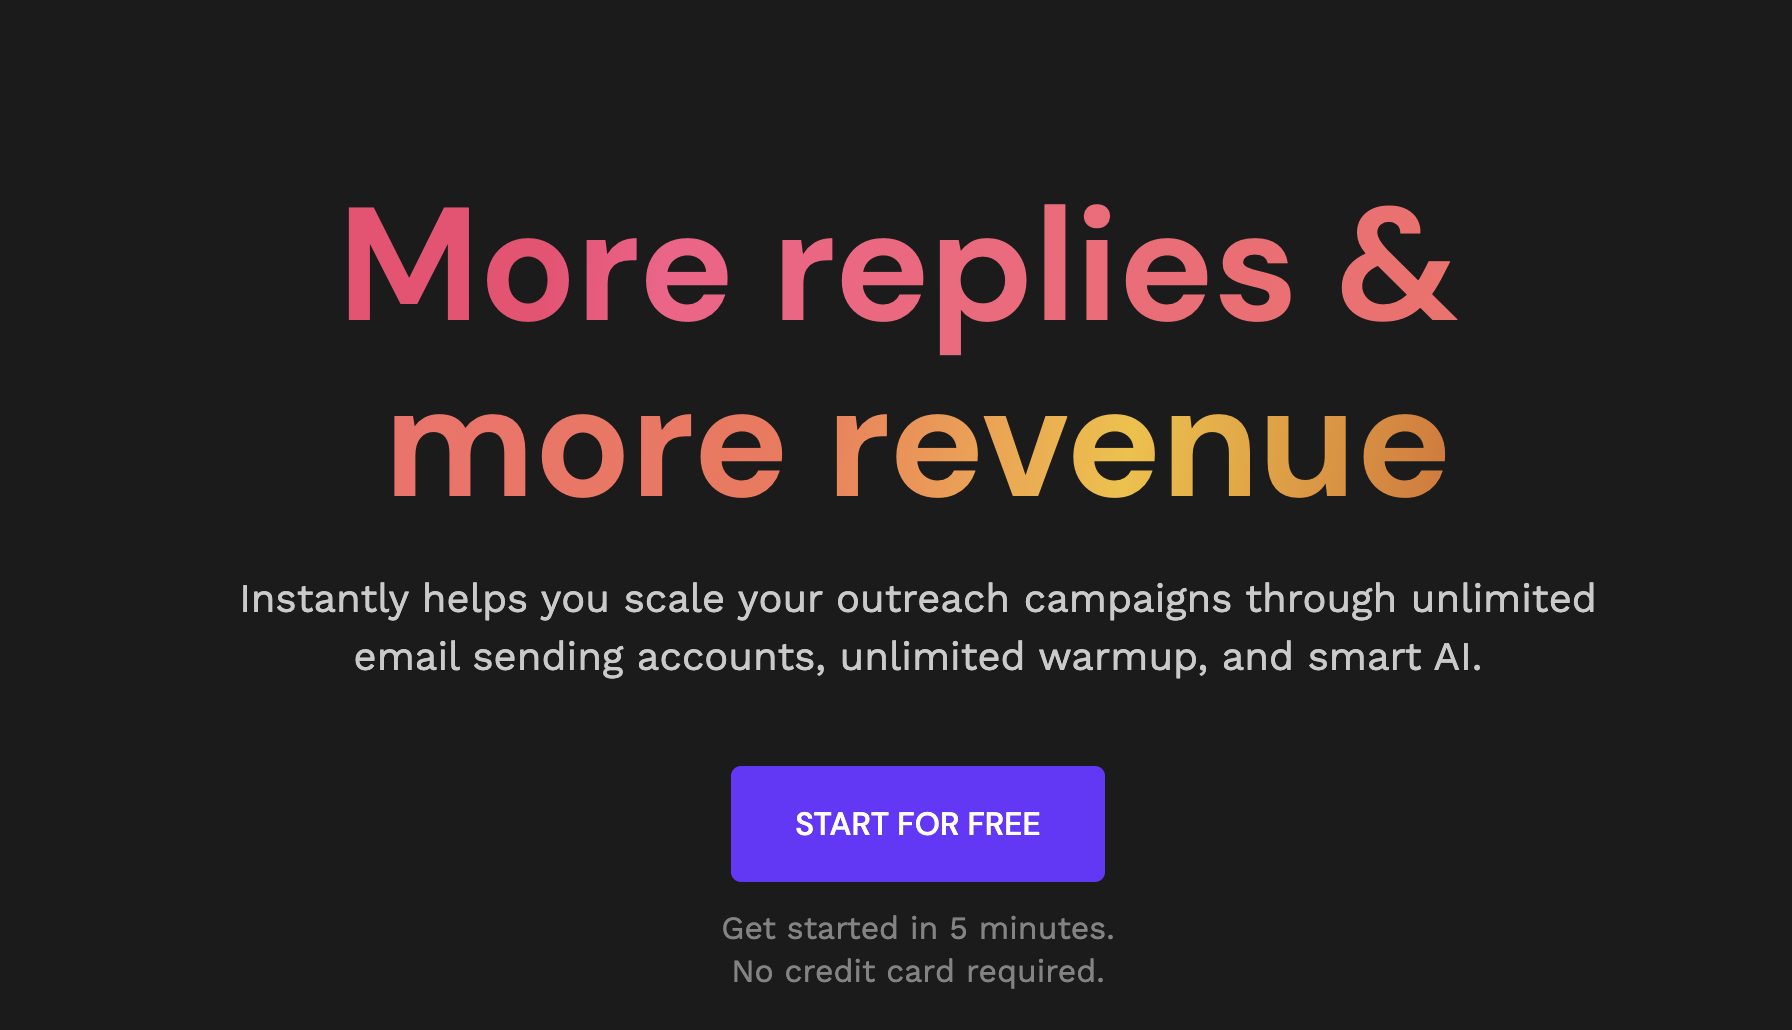 More replies &
more revenue
Instantly helps you scale your outreach campaigns through unlimited
email sending accounts, unlimited warmup, and smart AI.
START FOR FREE
Get started in 5 minutes.
No credit card required.